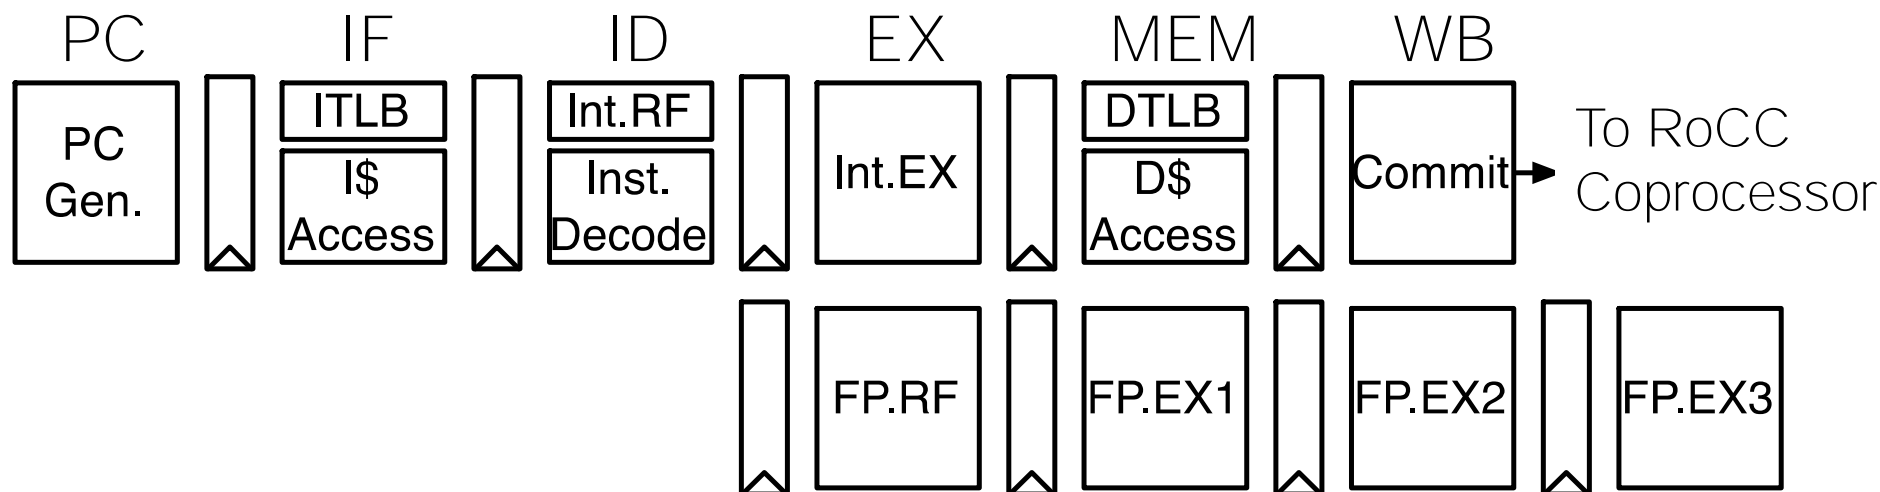 PC IF ID EX MEM WB
PC
Gen.
ITLB
I$
Access
Int.RF
Inst.
Decode
Int.EX
DTLB
D$
Access
Commit
To RoCC
Coprocessor
FP.RF
FP.EX1
FP.EX2
FP.EX3